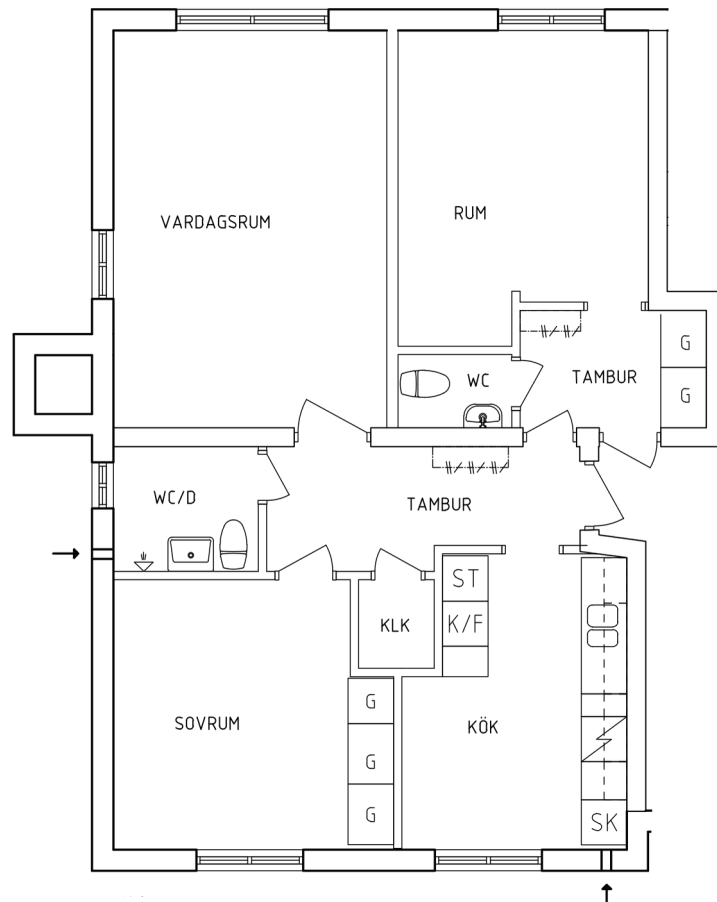 VARDAGSRUM
RUM
G
WC
TAMBUR
G
WC/D
TAMBUR
ST
KLK
K/F
G
SOVRUM
KÖK
G
G
SK